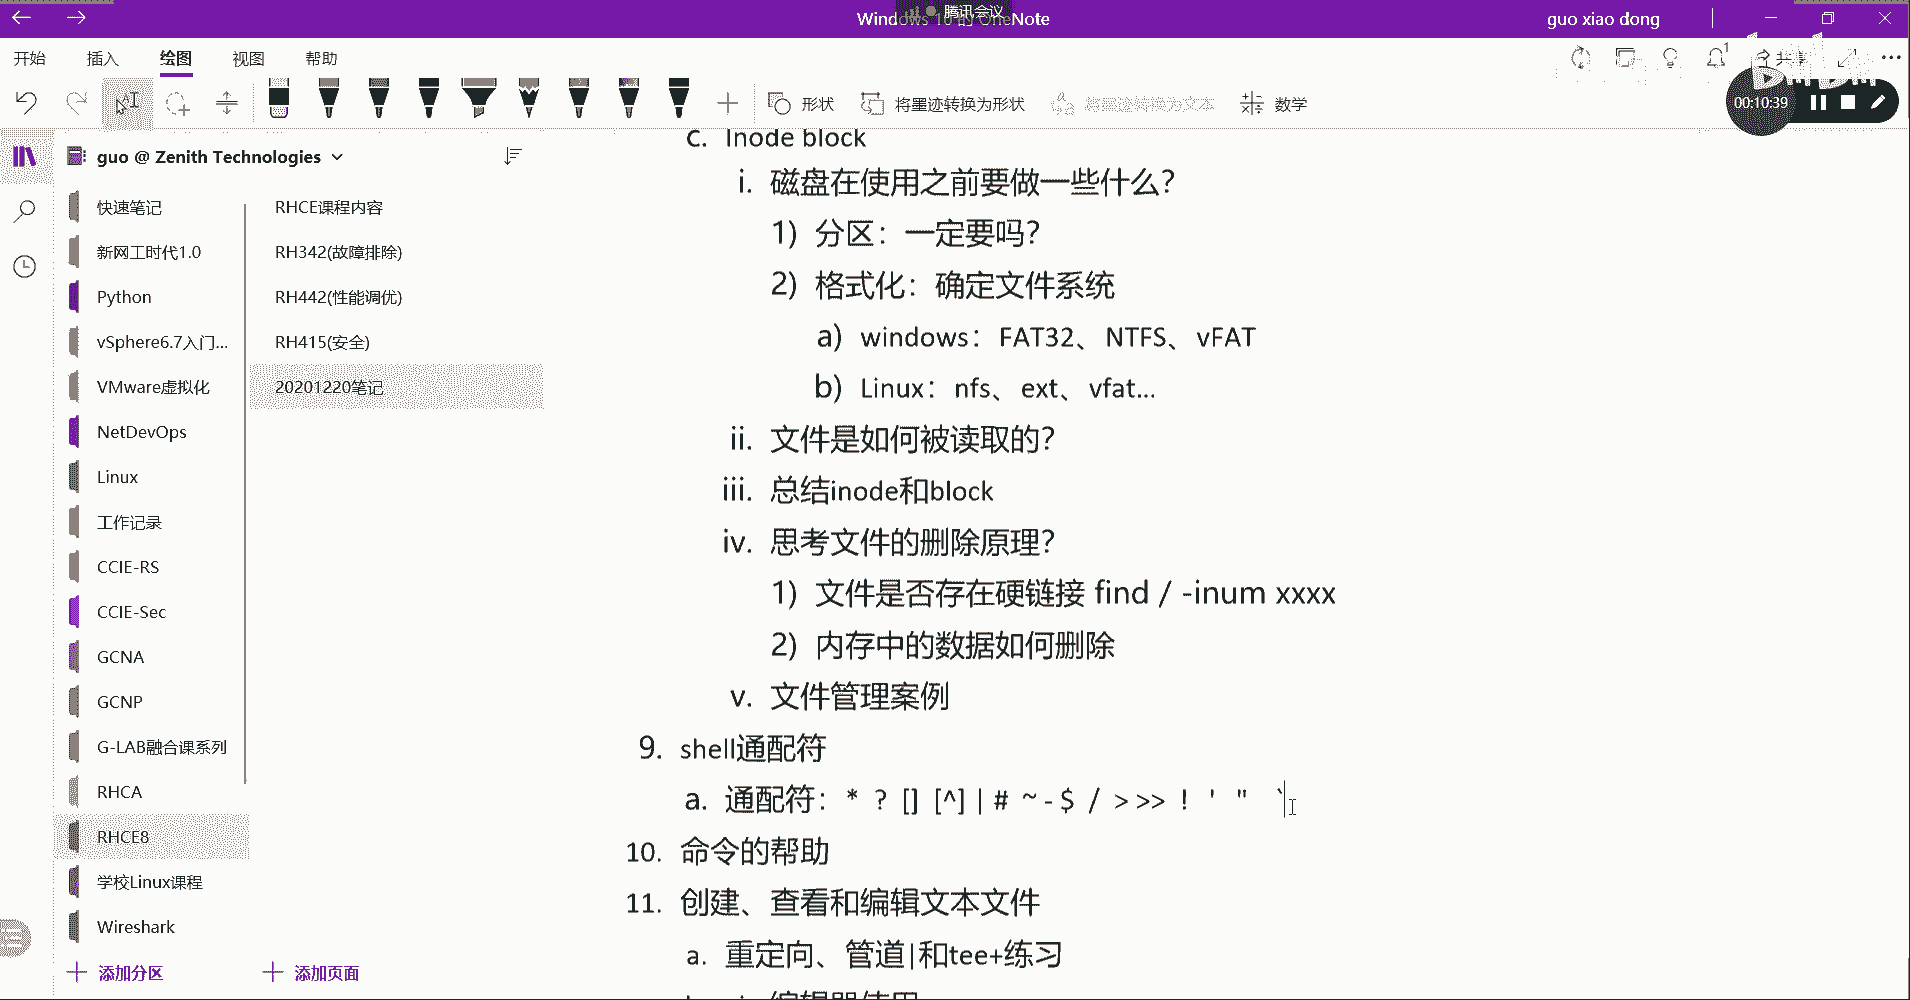 Windows 10 的 OneNote
腾讯会议
guo xiao dong
开始 插入 绘图 视图 帮助
共享
形状 将墨迹转换为形状 将墨迹转换为文本 数学
00:10:39
guo @ Zenith Technologies
快速笔记
新网工时代1.0
Python
vSphere6.7入门...
VMware虚拟化
NetDevOps
Linux
工作记录
CCIE-RS
CCIE-Sec
GCNA
GCNP
G-LAB融合课系列
RHCA
RHCE8
学校Linux课程
Wireshark
添加分区
RHCE课程内容
RH342(故障排除)
RH442(性能调优)
RH415(安全)
20201220笔记
添加页面
c. Inode block
i. 磁盘在使用之前要做一些什么?
1) 分区：一定要吗?
2) 格式化：确定文件系统
a) windows：FAT32、NTFS、vFAT
b) Linux：nfs、ext、vfat...
ii. 文件是如何被读取的?
iii. 总结inode和block
iv. 思考文件的删除原理?
1) 文件是否存在硬链接 find / -inum xxxx
2) 内存中的数据如何删除
v. 文件管理案例
9. shell通配符
a. 通配符：* ? [] [^] | # ~ - $ / > >> ! ' " `
10. 命令的帮助
11. 创建、查看和编辑文本文件
a. 重定向、管道|和tee+练习